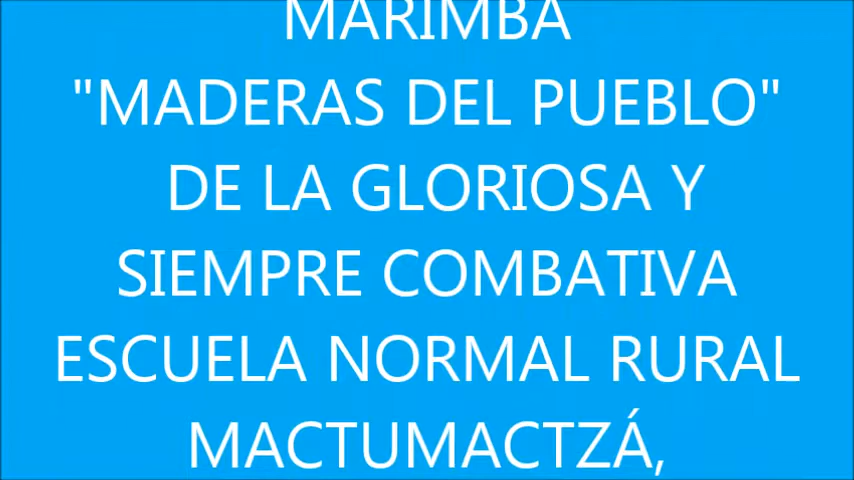 MARIMBA
"MADERAS DEL PUEBLO"
DE LA GLORIOSA Y
SIEMPRE COMBATIVA
ESCUELA NORMAL RURAL
MACTUMACTZÁ,